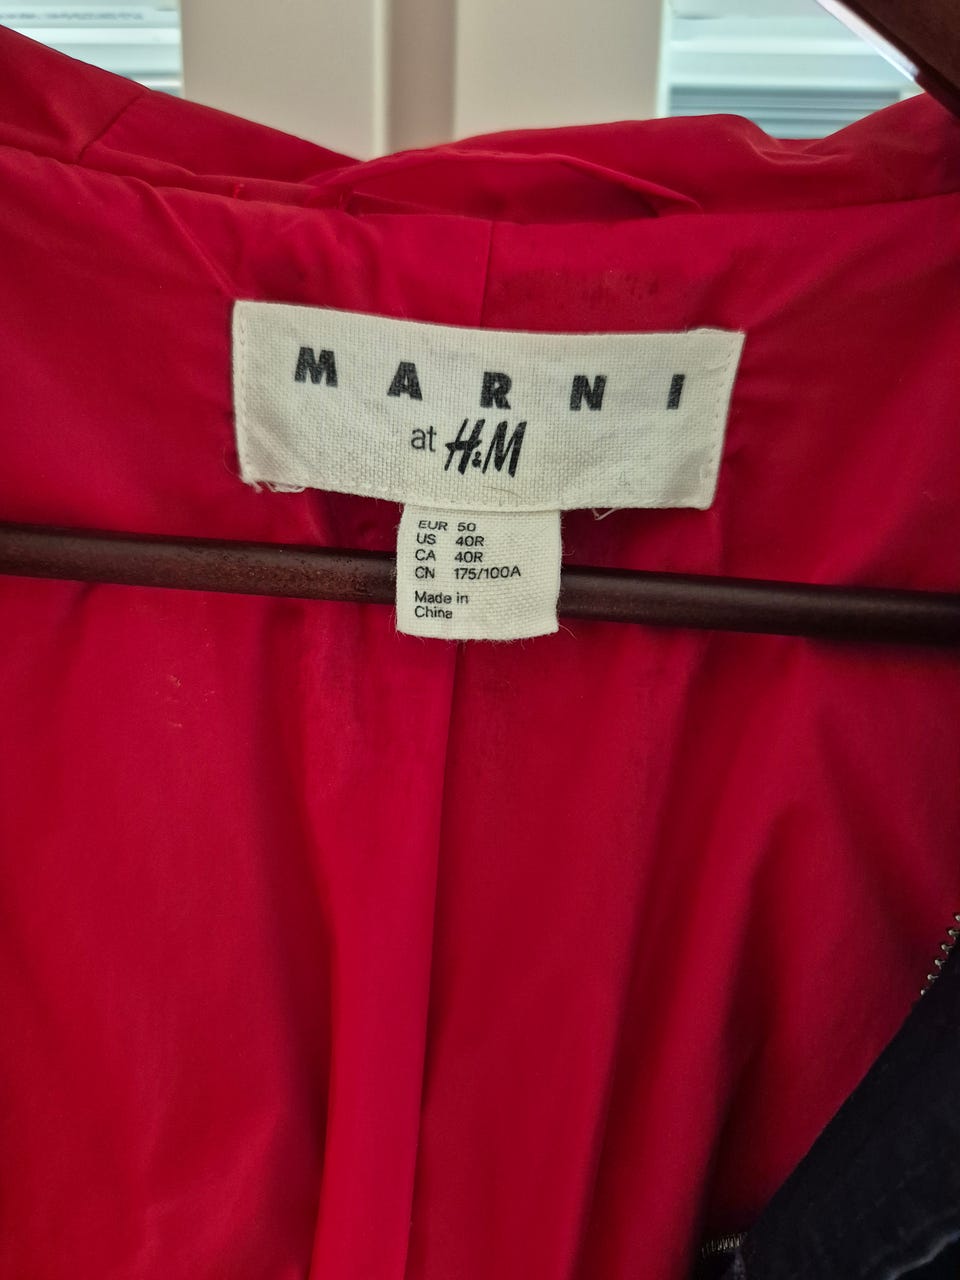 MARNI
at H&M
EUR 50
US 40R
CA 40R
CN 175/100A
Made in
China